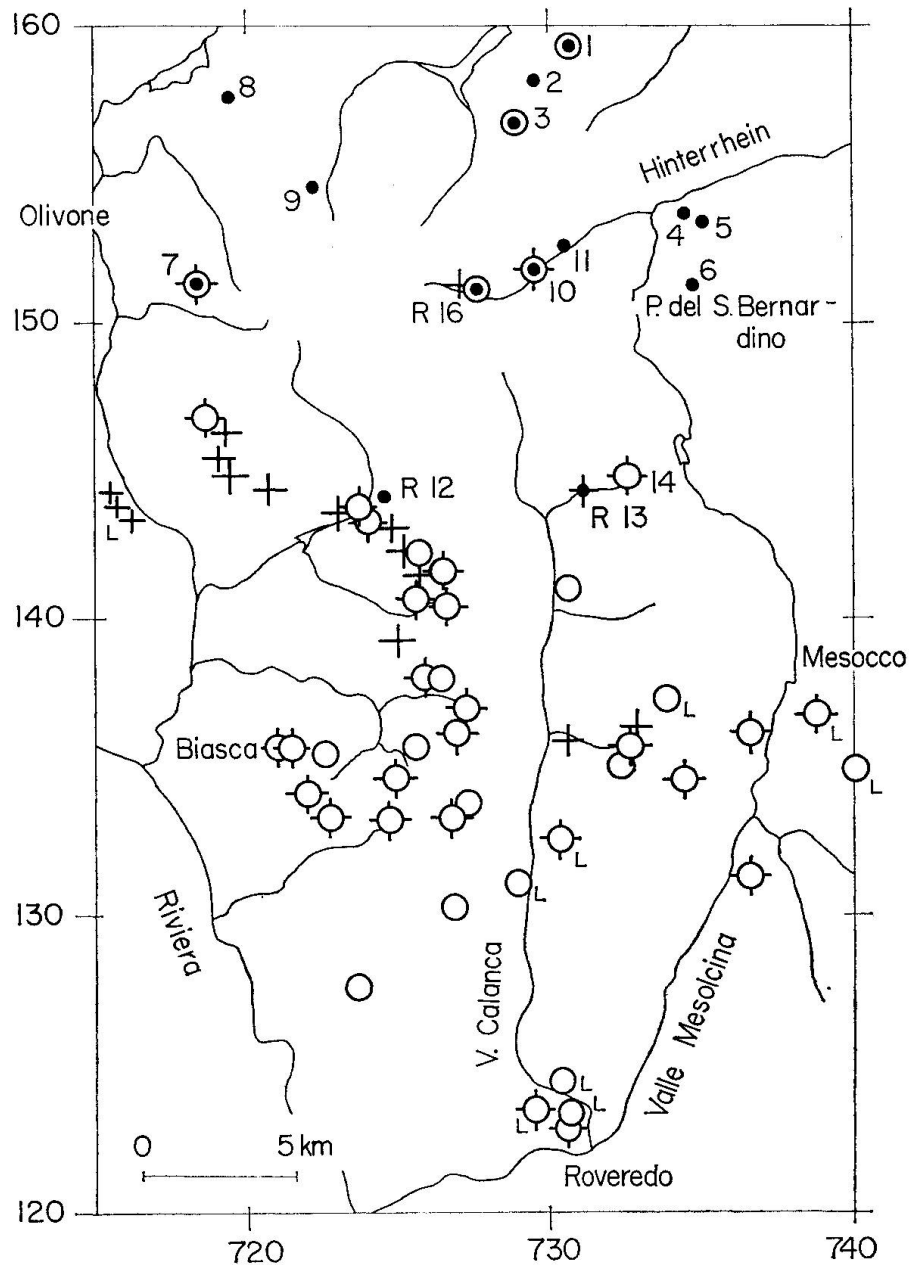 160
1
2
3
8
9
Hinterrhein
Olivone
4
5
7
11
6
10
R 16
P. del S. Bernar-
dino
150
R 12
14
R 13
L
140
Mesocco
L
L
Biasca
L
L
L
130
Riviera
V. Calanca
Valle Mesolcina
L
L
L
0
5 km
Roveredo
120
720
730
740